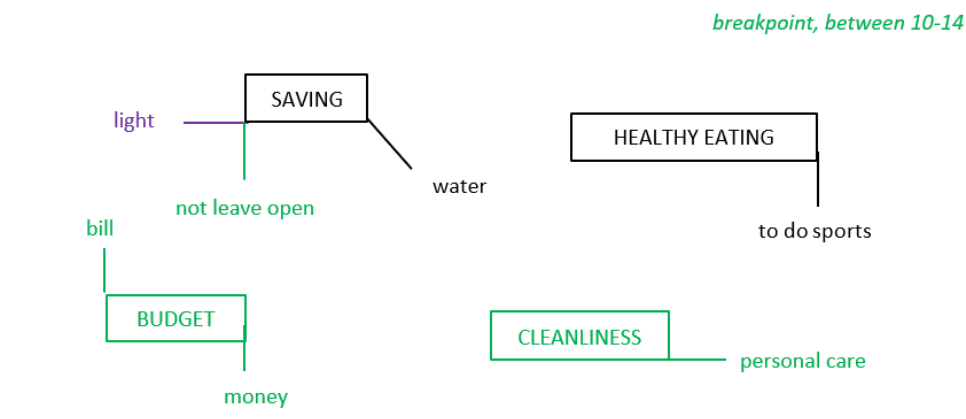 breakpoint, between 10-14
SAVING
light
HEALTHY EATING
water
not leave open
bill
to do sports
BUDGET
CLEANLINESS
personal care
money